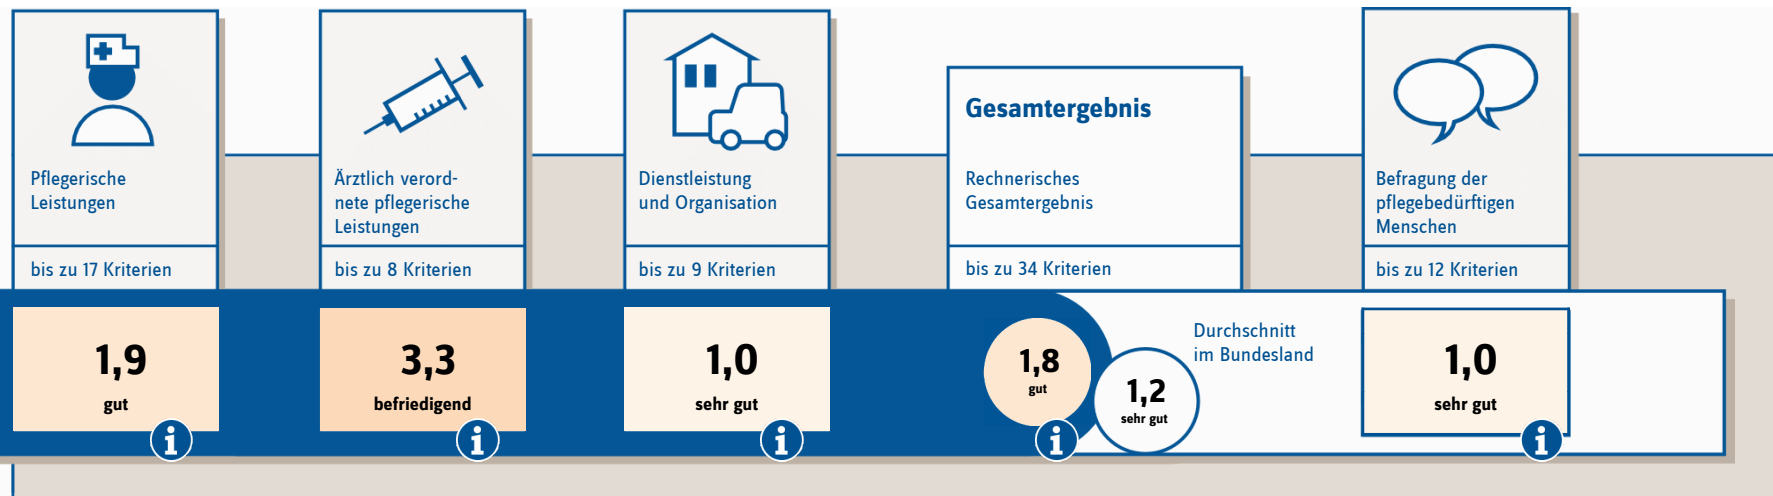 Pflegerische
Leistungen
bis zu 17 Kriterien
1,9
gut
i
Ärztlich verord-
nete pflegerische
Leistungen
bis zu 8 Kriterien
3,3
befriedigend
i
Dienstleistung
und Organisation
bis zu 9 Kriterien
1,0
sehr gut
i
Gesamtergebnis
Rechnerisches
Gesamtergebnis
bis zu 34 Kriterien
1,8
gut
i
1,2
sehr gut
Durchschnitt
im Bundesland
Befragung der
pflegebedürftigen
Menschen
bis zu 12 Kriterien
1,0
sehr gut
i